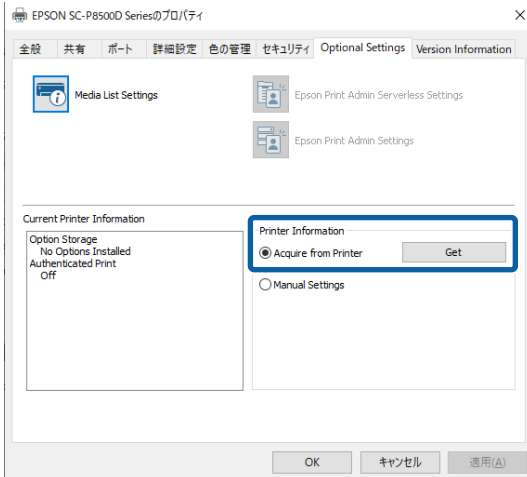 EPSON SC-P8500D Seriesのプロパティ
全般 共有 ポート 詳細設定 色の管理 セキュリティ Optional Settings Version Information
Media List Settings
Epson Print Admin Serverless Settings
Epson Print Admin Settings
Current Printer Information
Option Storage
No Options Installed
Authenticated Print
Off
Printer Information
Acquire from Printer Get
Manual Settings
OK キャンセル 適用(A)